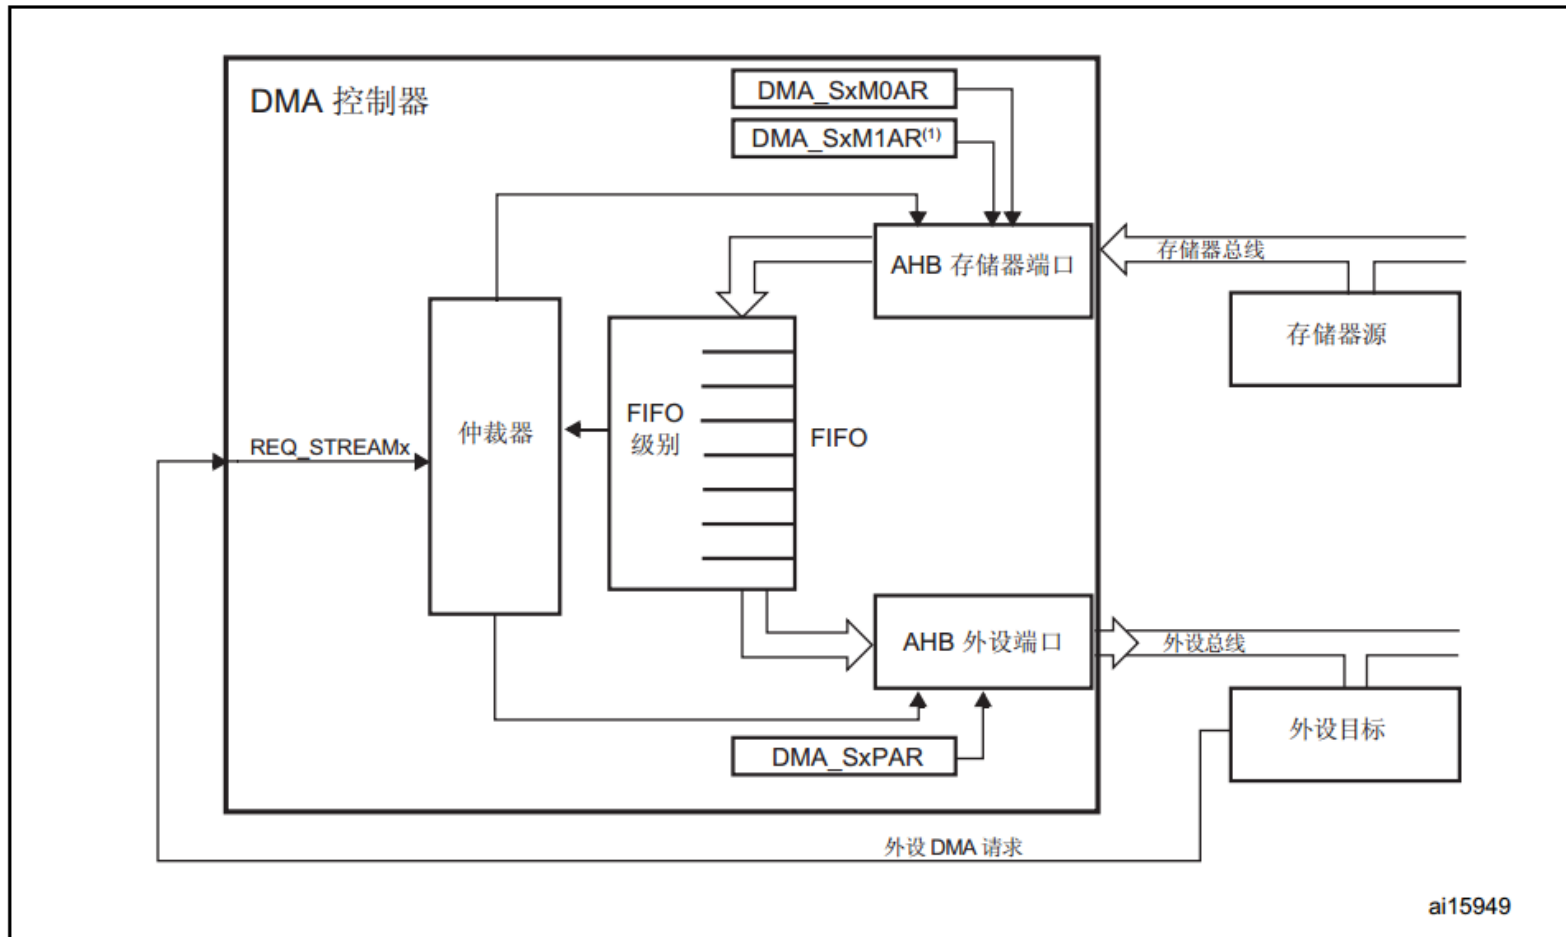 DMA 控制器
DMA_SxM0AR
DMA_SxM1AR(1)
AHB 存储器端口
存储器总线
存储器源
仲裁器
FIFO
级别
FIFO
REQ_STREAMx
AHB 外设端口
外设总线
外设目标
DMA_SxPAR
外设 DMA 请求
ai15949